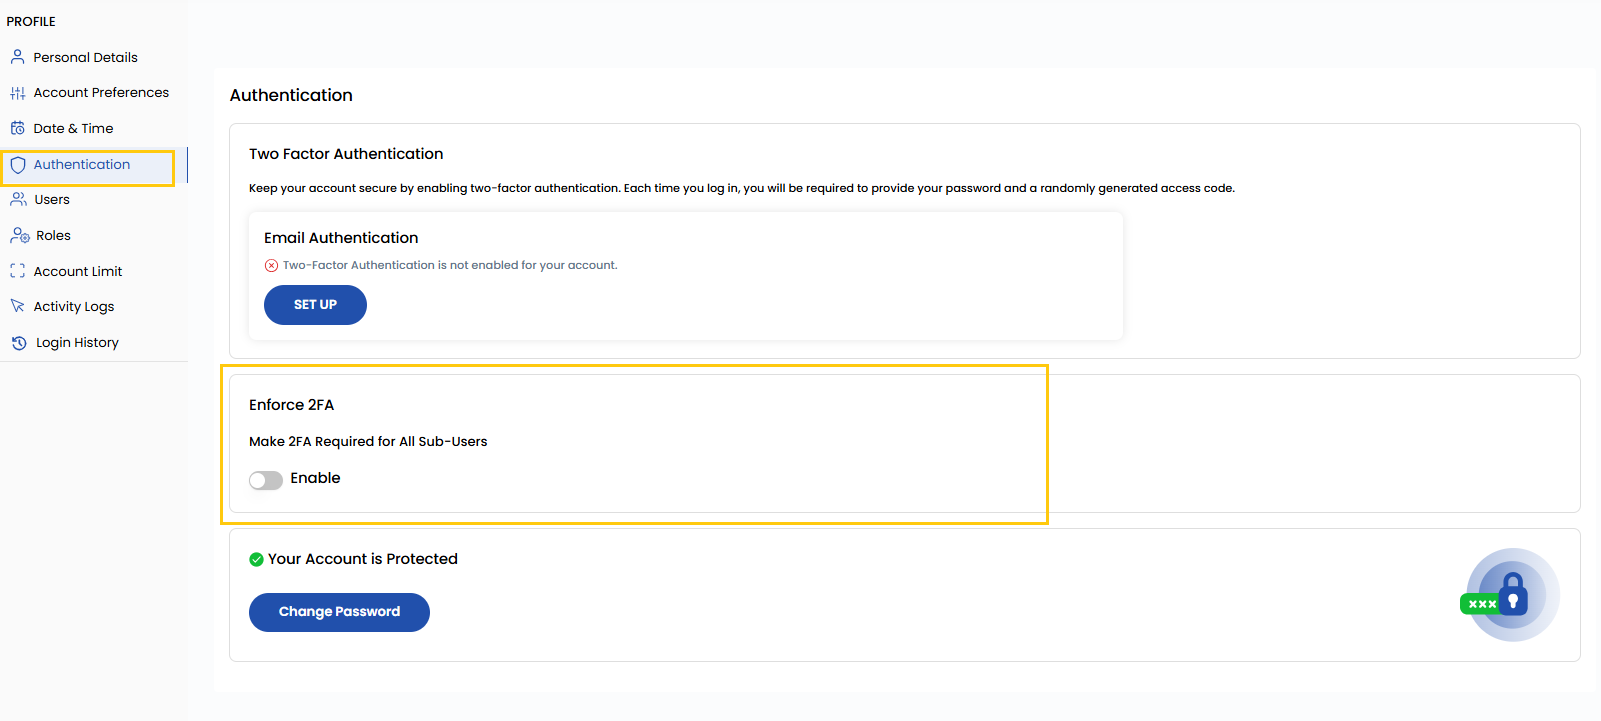 PROFILE
Personal Details
Account Preferences
Date & Time
Authentication
Users
Roles
Account Limit
Activity Logs
Login History
Authentication
Two Factor Authentication
Keep your account secure by enabling two-factor authentication. Each time you log in, you will be required to provide your password and a randomly generated access code.
Email Authentication
Two-Factor Authentication is not enabled for your account.
SET UP
Enforce 2FA
Make 2FA Required for All Sub-Users
Enable
Your Account is Protected
Change Password
xxx